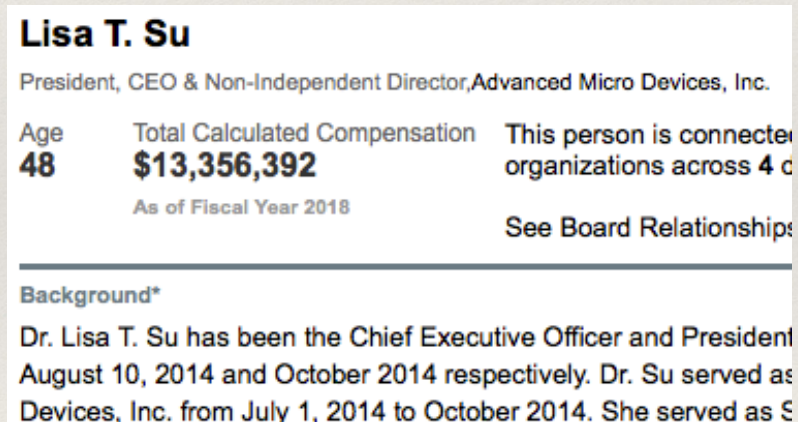 Lisa T. Su
President, CEO & Non-Independent Director,Advanced Micro Devices, Inc.
Age Total Calculated Compensation This person is connected
48 $13,356,392 organizations across 4
As of Fiscal Year 2018
See Board Relationships
Background*
Dr. Lisa T. Su has been the Chief Executive Officer and President
August 10, 2014 and October 2014 respectively. Dr. Su served as
Devices, Inc. from July 1, 2014 to October 2014. She served as S